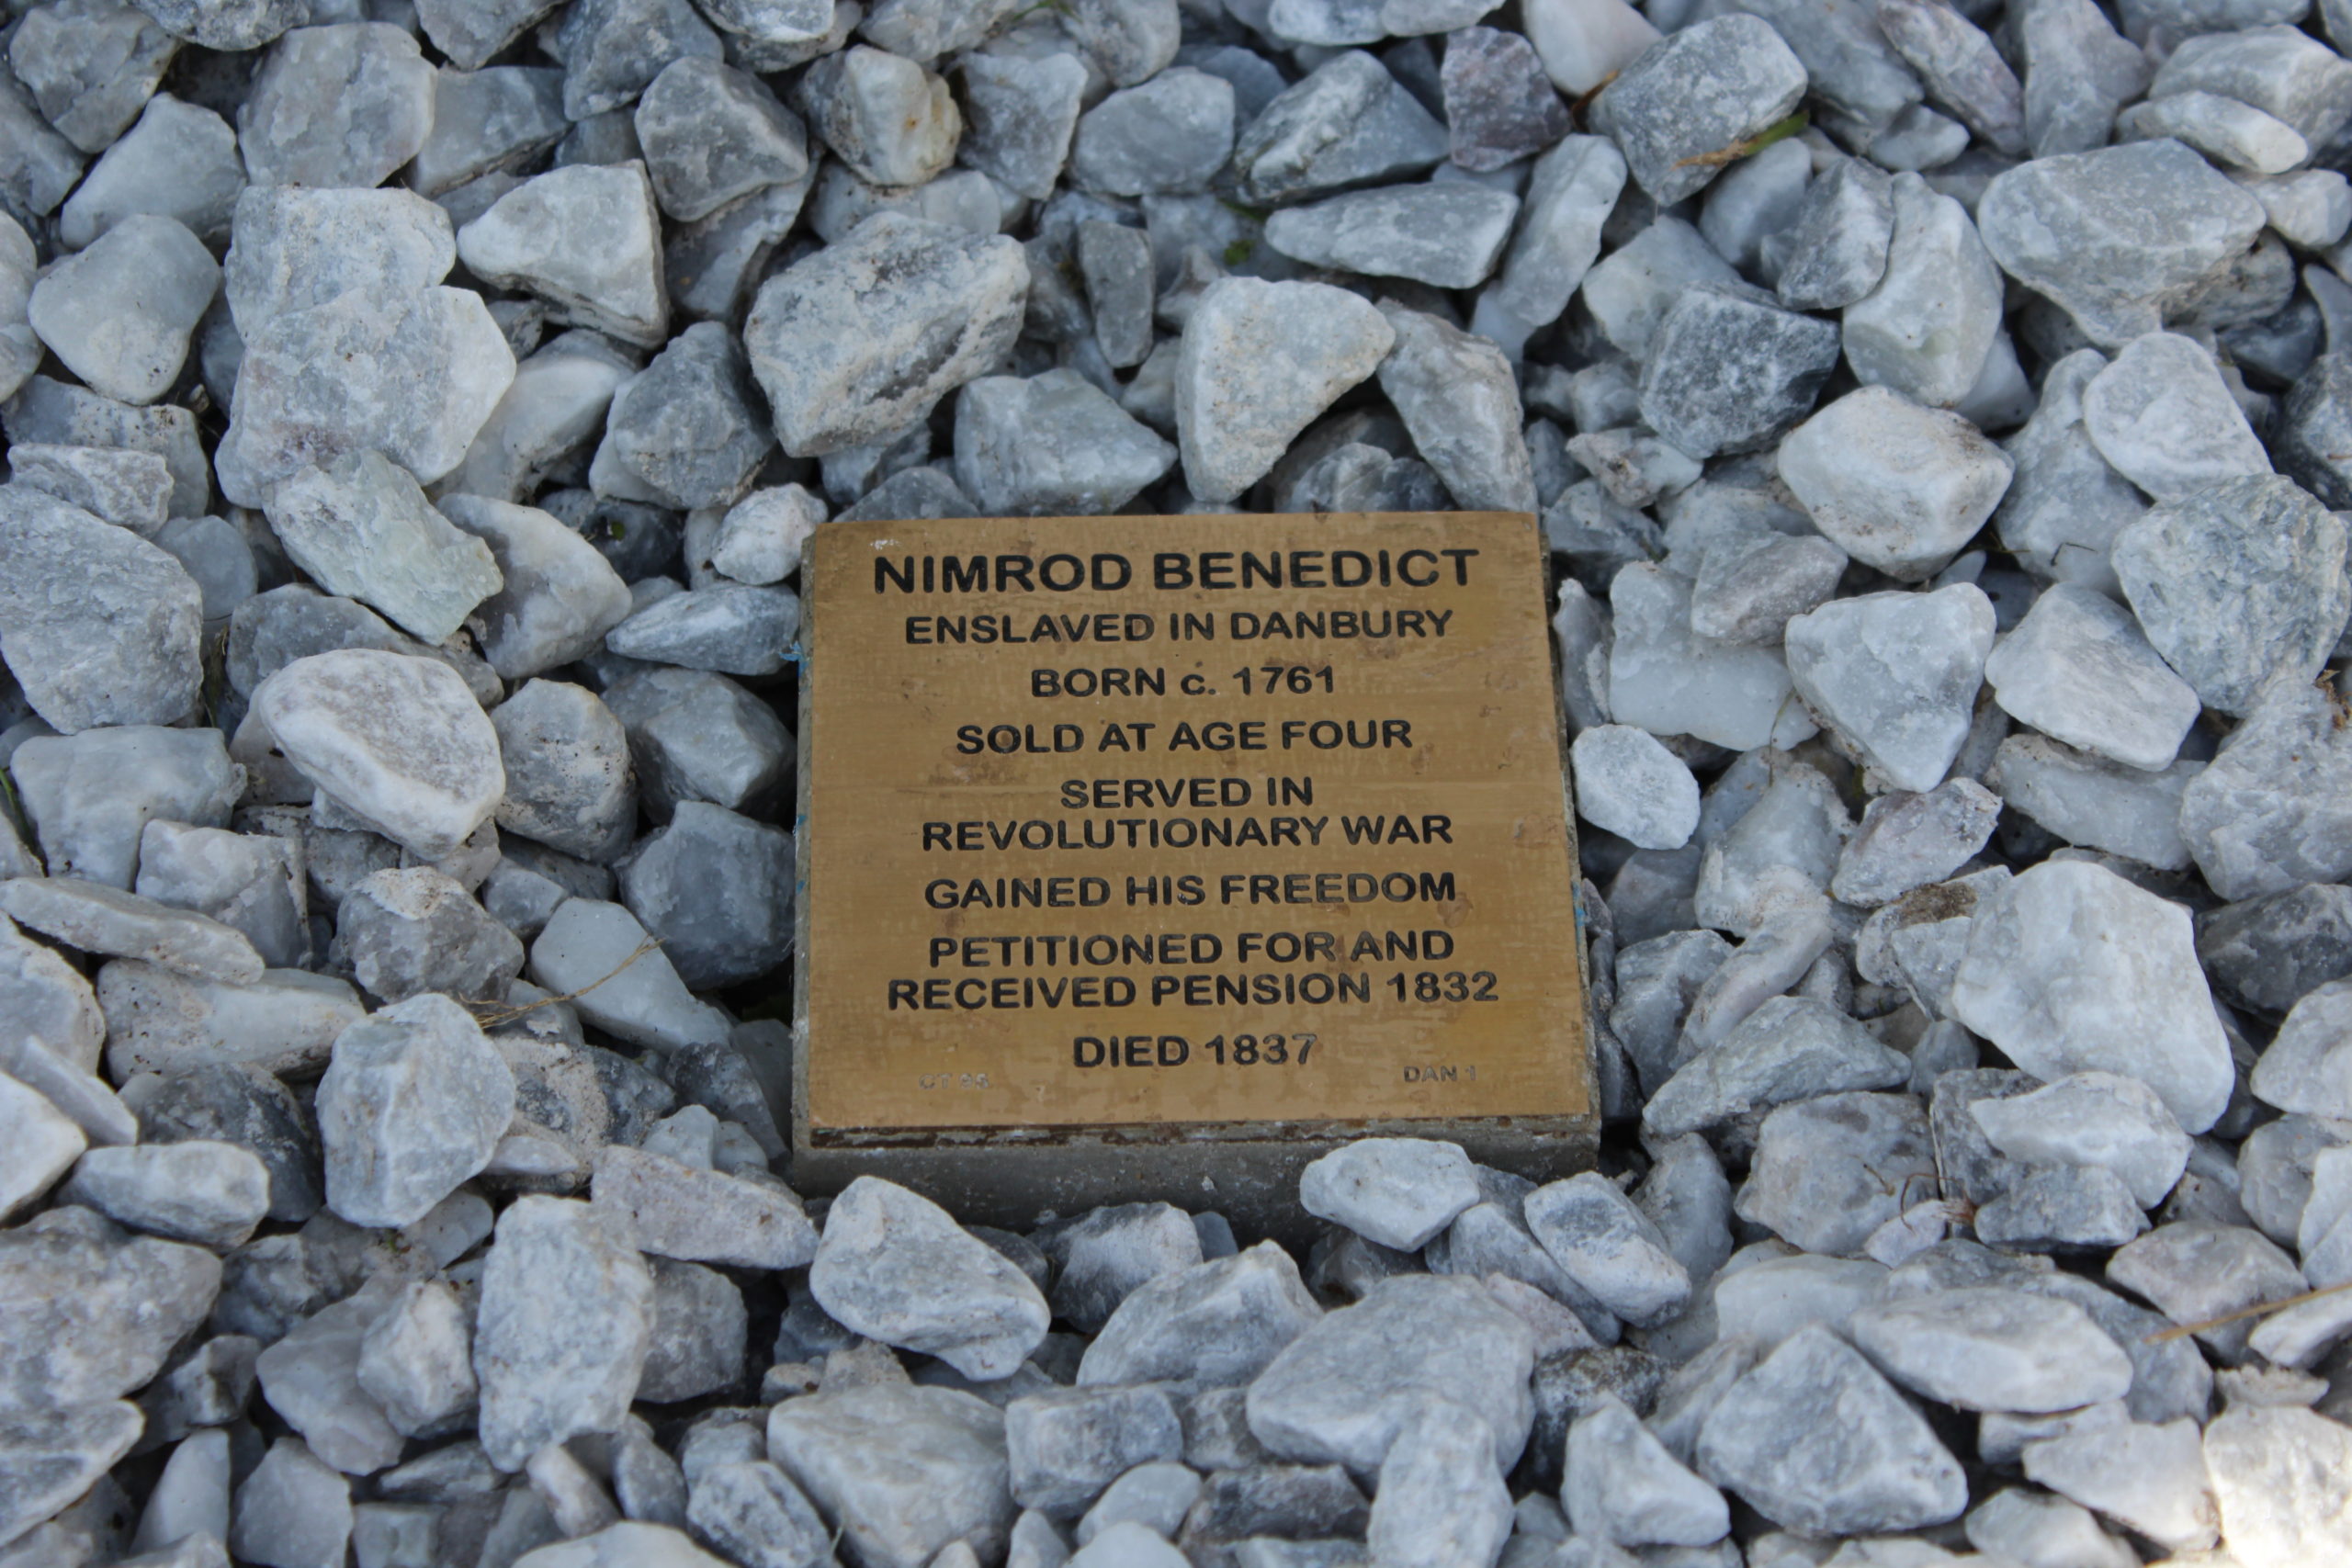 NIMROD BENEDICT
ENSLAVED IN DANBURY
BORN c. 1761
SOLD AT AGE FOUR
SERVED IN
REVOLUTIONARY WAR
GAINED HIS FREEDOM
PETITIONED FOR AND
RECEIVED PENSION 1832
DIED 1837
CT DAN 1